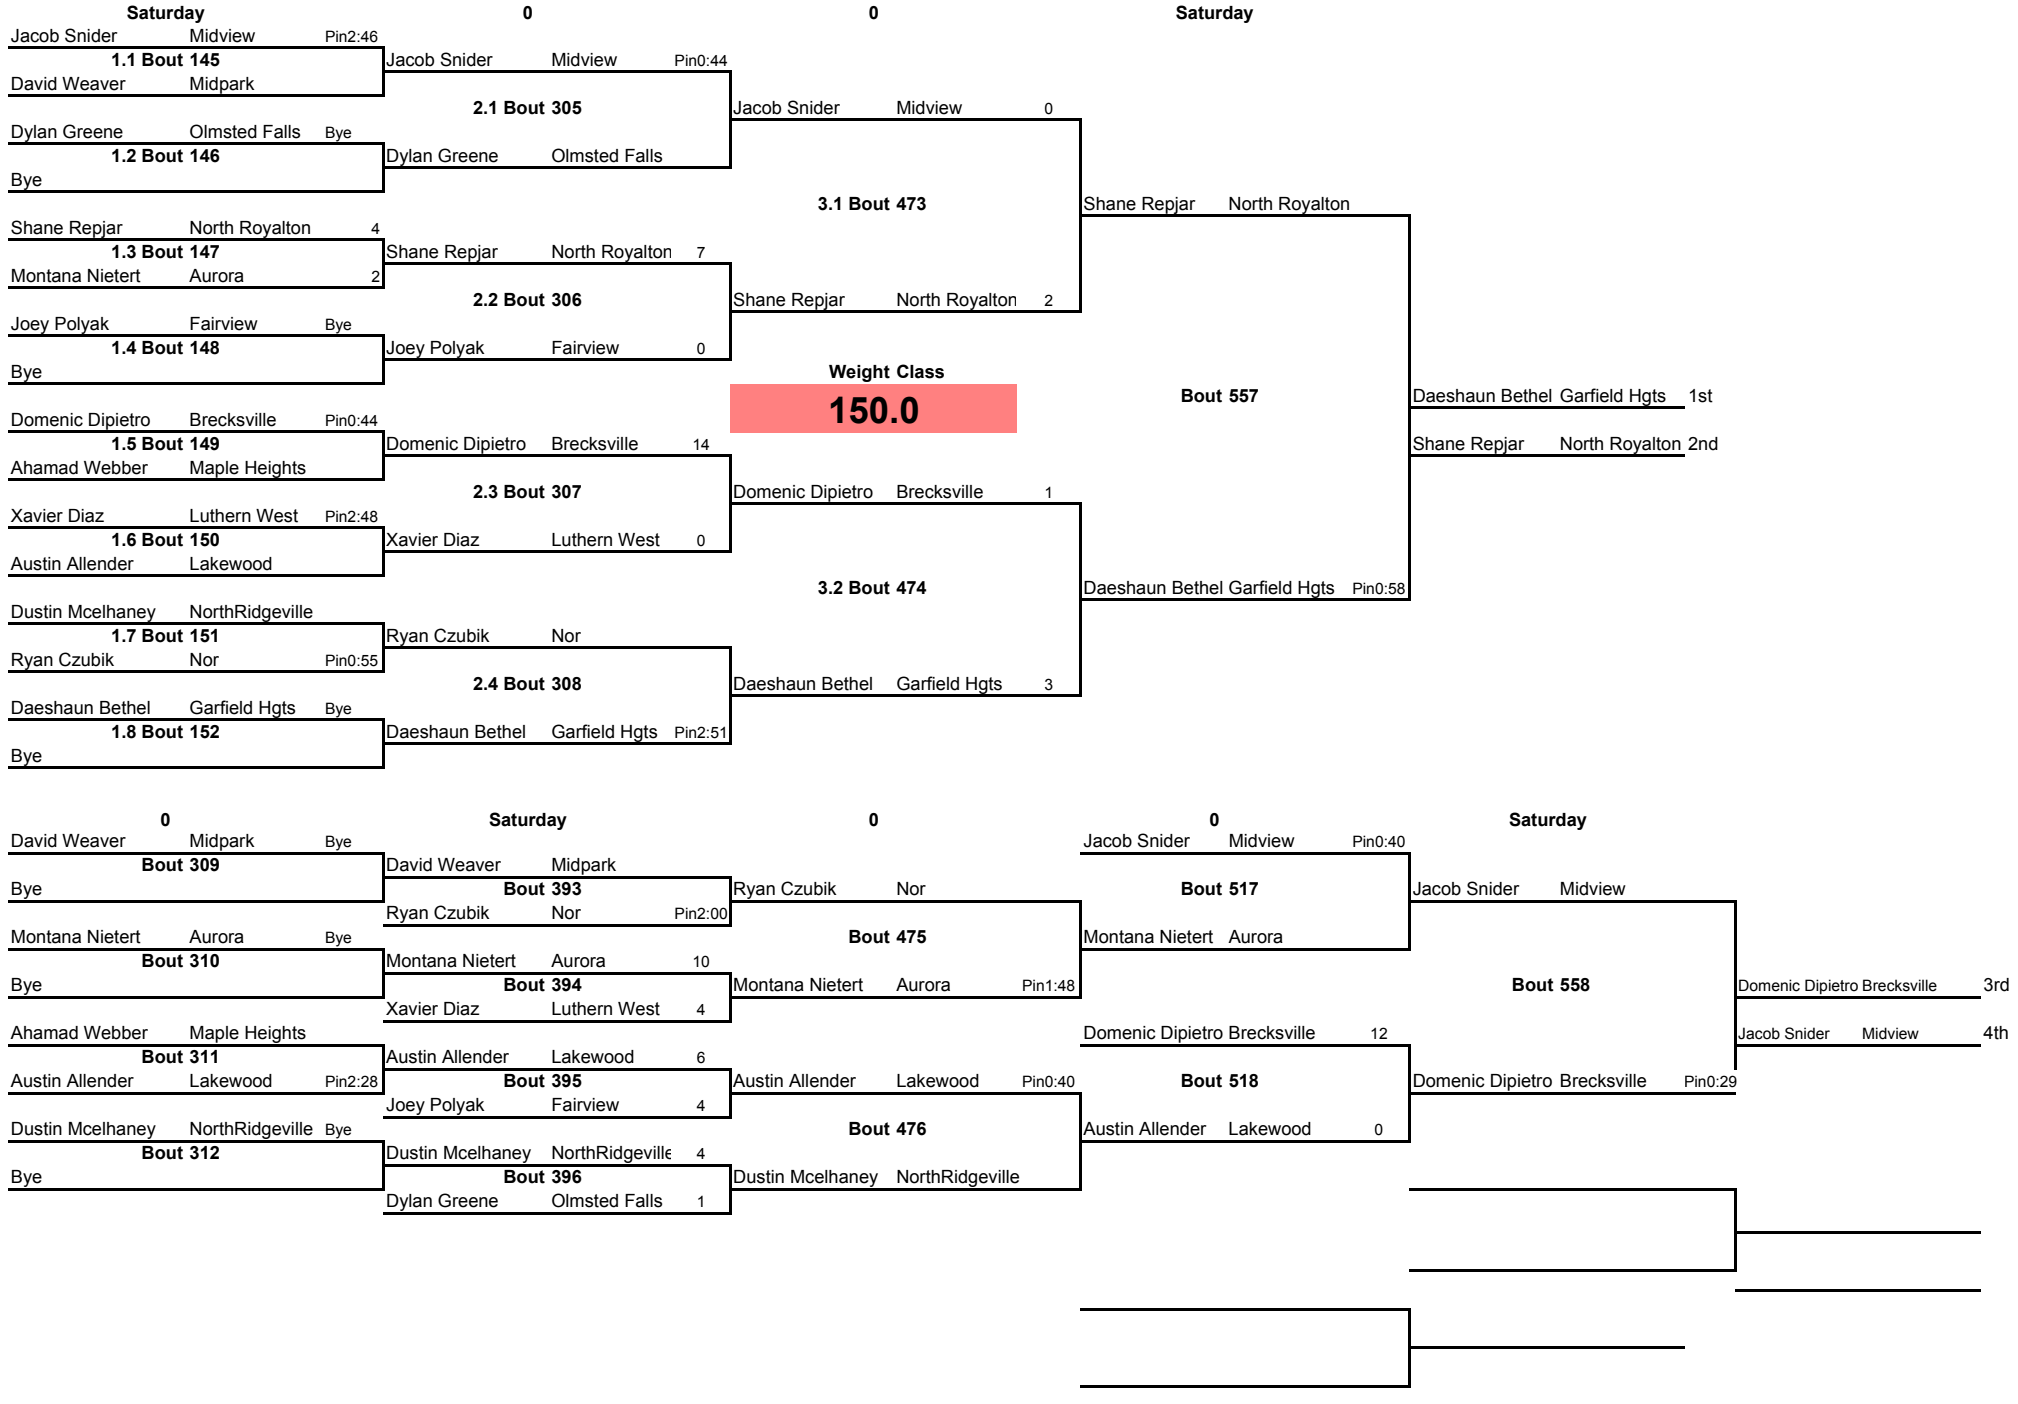 Saturday 0 0 Saturday
Jacob Snider Midview Pin2:46
1.1 Bout 145 Jacob Snider Midview Pin0:44
David Weaver Midpark
2.1 Bout 305 Jacob Snider Midview 0
Dylan Greene Olmsted Falls Bye
1.2 Bout 146 Dylan Greene Olmsted Falls
Bye
3.1 Bout 473 Shane Repjar North Royalton
Shane Repjar North Royalton 4
1.3 Bout 147 Shane Repjar North Royalton 7
Montana Nietert Aurora 2
2.2 Bout 306 Shane Repjar North Royalton 2
Joey Polyak Fairview Bye
1.4 Bout 148 Joey Polyak Fairview 0
Bye Weight Class
Bout 557 Daeshaun Bethel Garfield Hgts 1st
150.0
Domenic Dipietro Brecksville Pin0:44
1.5 Bout 149 Domenic Dipietro Brecksville 14 Shane Repjar North Royalton 2nd
Ahamad Webber Maple Heights
2.3 Bout 307 Domenic Dipietro Brecksville 1
Xavier Diaz Luthern West Pin2:48
1.6 Bout 150 Xavier Diaz Luthern West 0
Austin Allender Lakewood
3.2 Bout 474 Daeshaun Bethel Garfield Hgts Pin0:58
Dustin Mcelhaney NorthRidgeville
1.7 Bout 151 Ryan Czubik Nor
Ryan Czubik Nor Pin0:55
2.4 Bout 308 Daeshaun Bethel Garfield Hgts 3
Daeshaun Bethel Garfield Hgts Bye
1.8 Bout 152 Daeshaun Bethel Garfield Hgts Pin2:51
Bye
0 Saturday 0 0 Saturday
David Weaver Midpark Bye Jacob Snider Midview Pin0:40
Bout 309 David Weaver Midpark
Bye Bout 393 Ryan Czubik Nor Bout 517 Jacob Snider Midview
Ryan Czubik Nor Pin2:00
Montana Nietert Aurora Bye Bout 475 Montana Nietert Aurora
Bout 310 Montana Nietert Aurora 10
Bye Bout 394 Montana Nietert Aurora Pin1:48 Bout 558 Domenic Dipietro Brecksville 3rd
Xavier Diaz Luthern West 4
Ahamad Webber Maple Heights Domenic Dipietro Brecksville 12 Jacob Snider Midview 4th
Bout 311 Austin Allender Lakewood 6
Austin Allender Lakewood Pin2:28 Bout 395 Austin Allender Lakewood Pin0:40 Bout 518 Domenic Dipietro Brecksville Pin0:29
Joey Polyak Fairview 4
Dustin Mcelhaney NorthRidgeville Bye Bout 476 Austin Allender Lakewood 0
Bout 312 Dustin Mcelhaney NorthRidgeville 4
Bye Bout 396 Dustin Mcelhaney NorthRidgeville
Dylan Greene Olmsted Falls 1